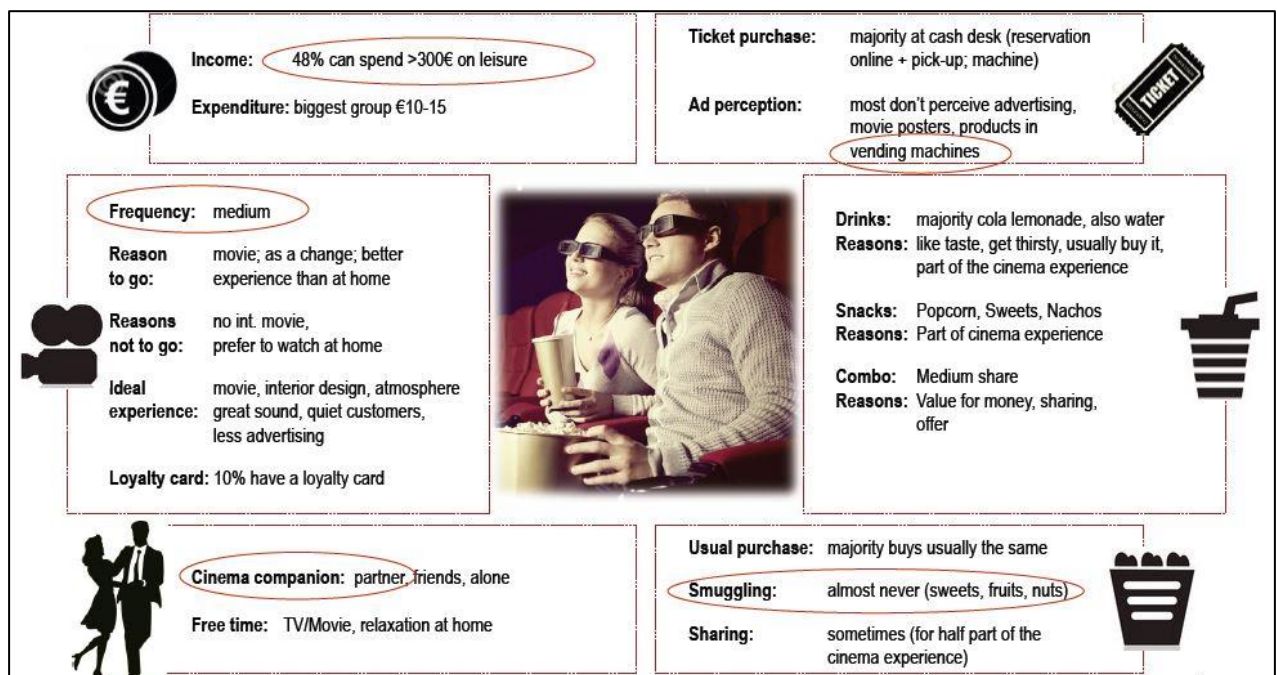 Income: 48% can spend >300€ on leisure
Expenditure: biggest group €10-15
Ticket purchase: majority at cash desk (reservation
online + pick-up; machine)
Ad perception: most don’t perceive advertising,
movie posters, products in
vending machines
€
TICKET
Frequency: medium
Reason movie; as a change; better
to go: experience than at home
Reasons no int. movie,
not to go: prefer to watch at home
Ideal movie, interior design, atmosphere
experience: great sound, quiet customers,
less advertising
Loyalty card: 10% have a loyalty card
Drinks: majority cola lemonade, also water
Reasons: like taste, get thirsty, usually buy it,
part of the cinema experience
Snacks: Popcorn, Sweets, Nachos
Reasons: Part of cinema experience
Combo: Medium share
Reasons: Value for money, sharing,
offer
Cinema companion: partner, friends, alone
Free time: TV/Movie, relaxation at home
Usual purchase: majority buys usually the same
Smuggling: almost never (sweets, fruits, nuts)
Sharing: sometimes (for half part of the
cinema experience)